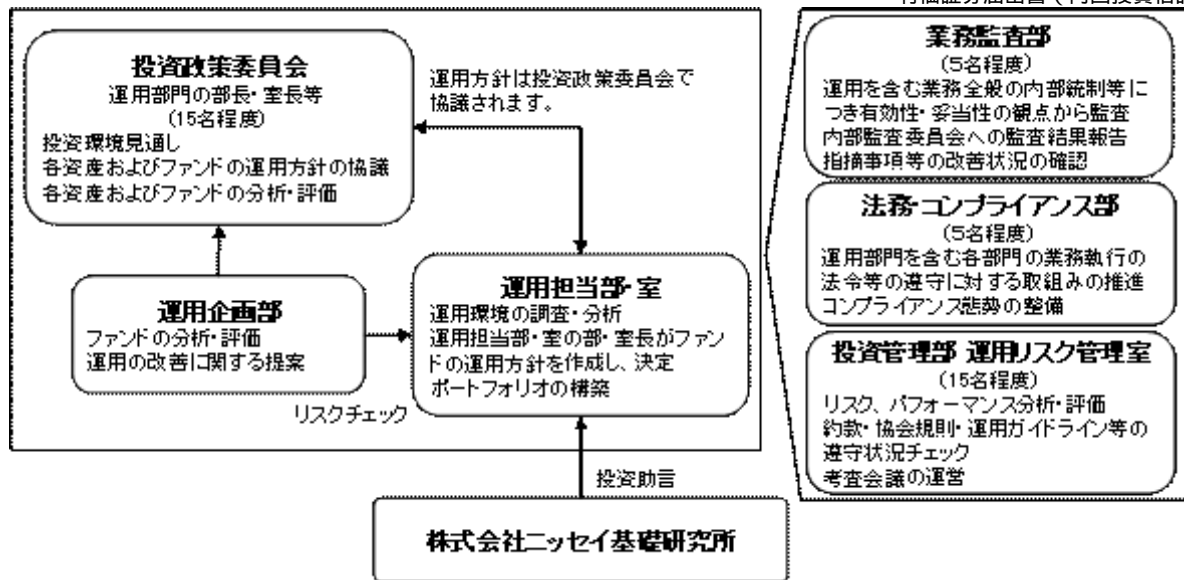 投資政策委員会
運用部門の部長・室長等
(15名程度)
投資環境見通し
各資産およびファンドの運用方針の協議
各資産およびファンドの分析・評価
運用方針は投資政策委員会で
協議されます。
運用企画部
ファンドの分析・評価
運用の改善に関する提案
リスクチェック
運用担当部・室
運用環境の調査・分析
運用担当部・室の部・室長がファン
ドの運用方針を作成し、決定
ポートフォリオの構築
投資助言
株式会社ニッセイ基礎研究所
業務監査部
(5名程度)
運用を含む業務全般の内部統制等に
つき有効性・妥当性の観点から監査
内部監査委員会への監査結果報告
指摘事項等の改善状況の確認
法務・コンプライアンス部
(5名程度)
運用部門を含む各部門の業務執行の
法令等の遵守に対する取組みの推進
コンプライアンス態勢の整備
投資管理部 運用リスク管理室
(15名程度)
リスク、パフォーマンス分析・評価
約款・協会規則・運用ガイドライン等の
遵守状況チェック
考査会議の運営